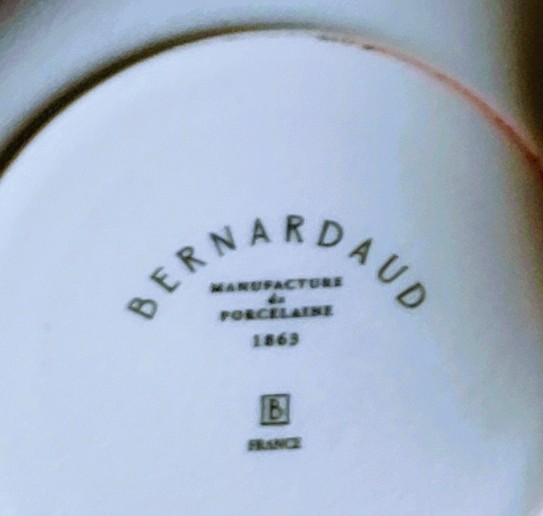 BERNARDAUD
MANUFACTURE
de
PORCELAINE
1863
B
FRANCE